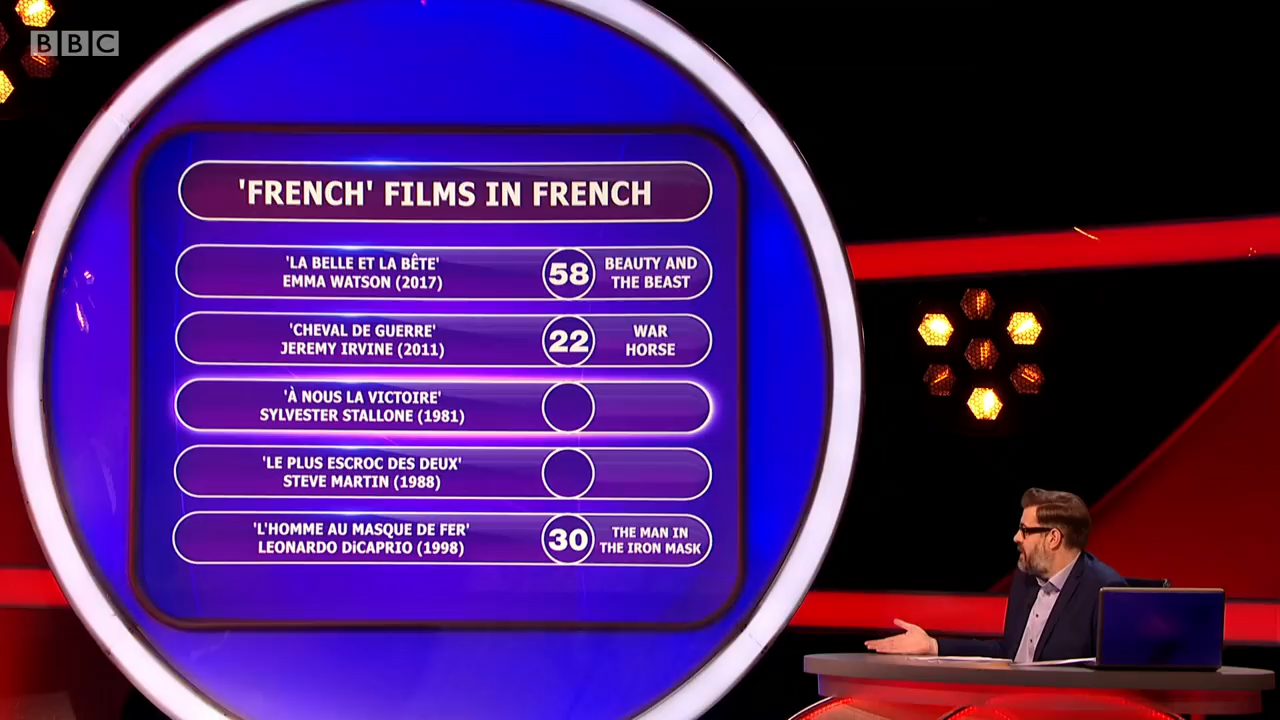 BBC
'FRENCH' FILMS IN FRENCH
'LA BELLE ET LA BÊTE'
EMMA WATSON (2017)
58
BEAUTY AND
THE BEAST
'CHEVAL DE GUERRE'
JEREMY IRVINE (2011)
22
WAR
HORSE
'À NOUS LA VICTOIRE'
SYLVESTER STALLONE (1981)
'LE PLUS ESCROC DES DEUX'
STEVE MARTIN (1988)
'L'HOMME AU MASQUE DE FER'
LEONARDO DiCAPRIO (1998)
30
THE MAN IN
THE IRON MASK